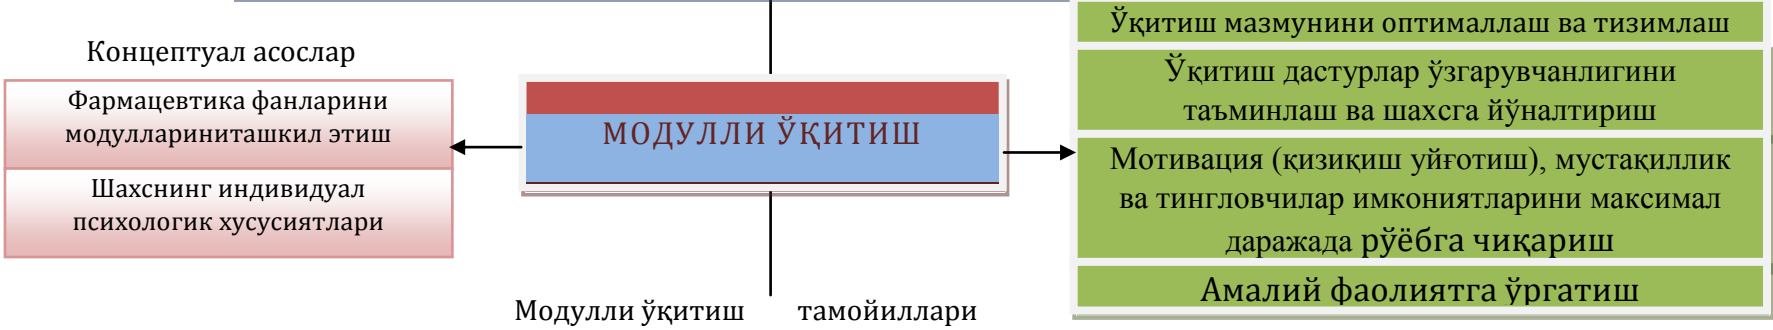 Концептуал асослар
Фармацевтика фанларини
модуллариниташкил этиш
Шахснинг индивидуал
психологик хусусиятлари
МОДУЛЛИ ЎҚИТИШ
Ўқитиш мазмунини оптималлаш ва тизимлаш
Ўқитиш дастурлар ўзгарувчанлигини
таъминлаш ва шахсга йўналтириш
Мотивация (қизиқиш уйғотиш), мустақиллик
ва тингловчилар имкониятларини максимал
даражада рўёбга чиқариш
Амалий фаолиятга ўргатиш
Модулли ўқитиш тамойиллари